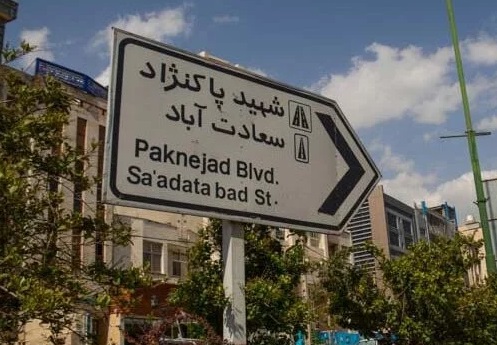 شهید پاکنژاد
سعادت آباد
Paknejad Blvd.
Sa'adata bad St.